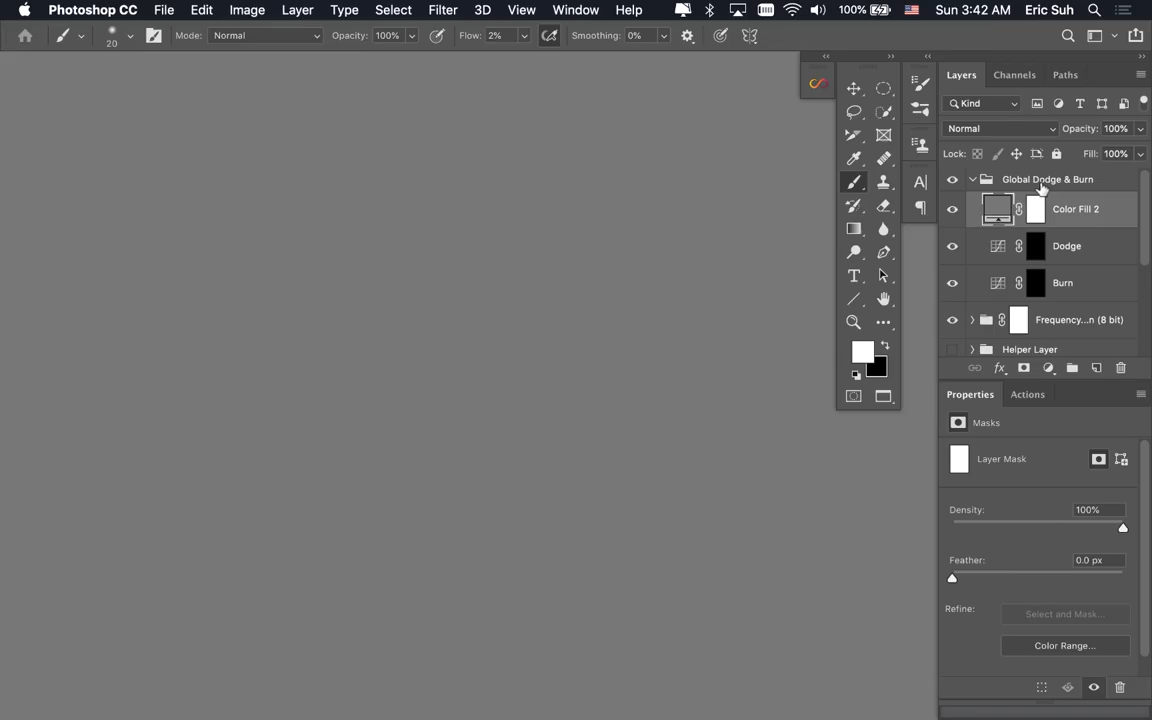 Photoshop CC File Edit Image Layer Type Select Filter 3D View Window Help 100% Sun 3:42 AM Eric Suh
20 Mode: Normal Opacity: 100% Flow: 2% Smoothing: 0%
Layers Channels Paths
Kind
Normal Opacity: 100%
Lock: Fill: 100%
Global Dodge & Burn
Color Fill 2
Dodge
Burn
Frequency...n (8 bit)
Helper Layer
Properties Actions
Masks
Layer Mask
Density: 100%
Feather: 0.0 px
Refine: Select and Mask...
Color Range...